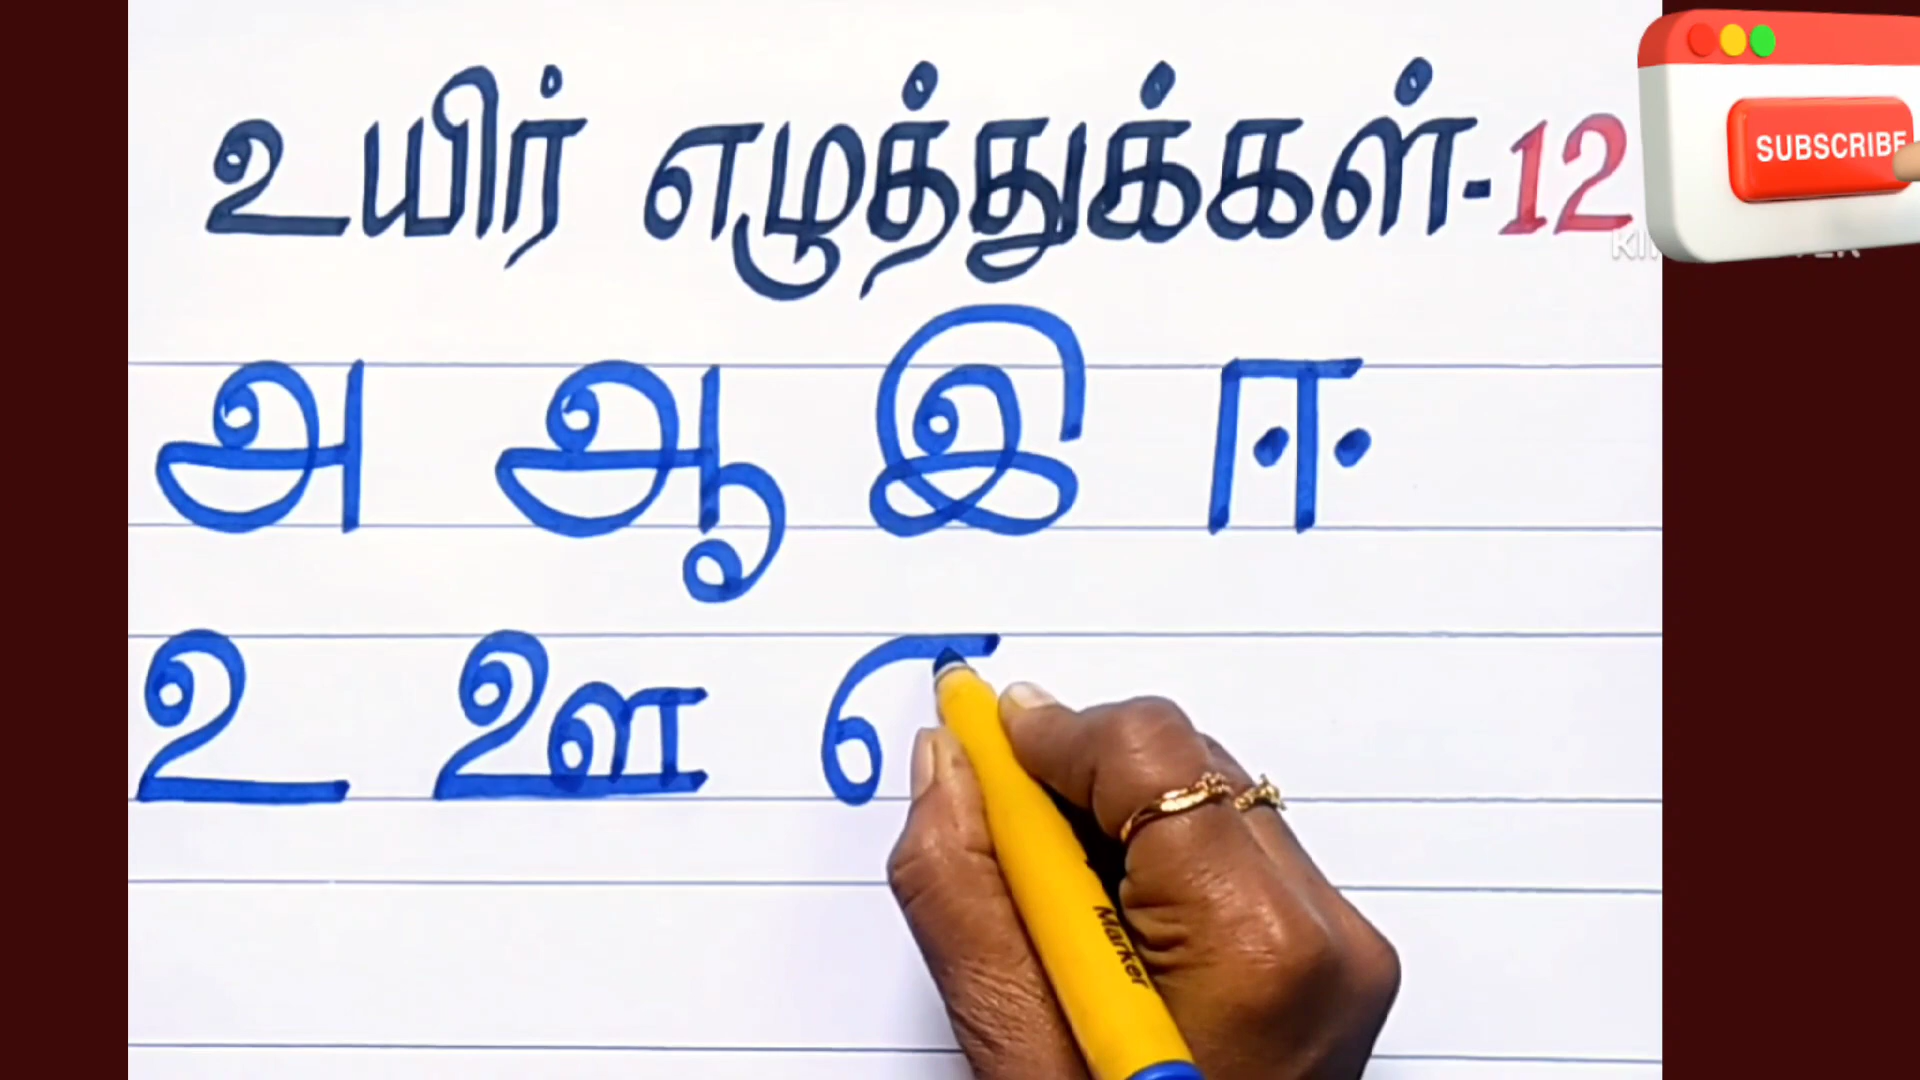 உயிர் எழுத்துக்கள்-12
SUBSCRIBE
அ ஆ இ ஈ
உ ஊ
Marker